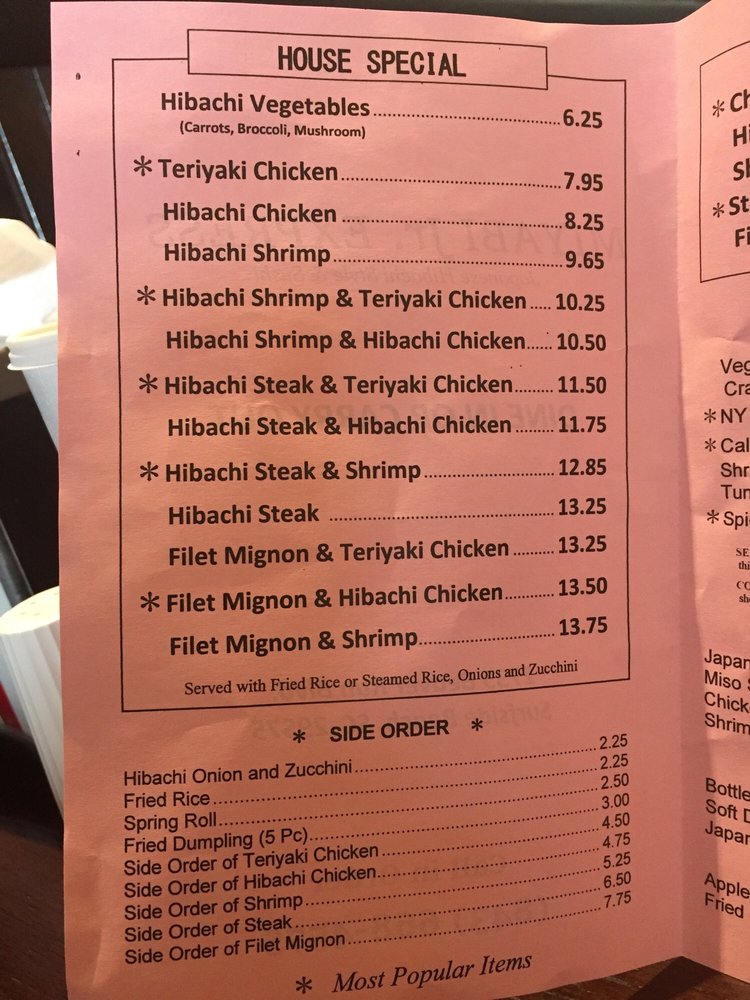 HOUSE SPECIAL
Hibachi Vegetables 6.25
(Carrots, Broccoli, Mushroom)
* Teriyaki Chicken 7.95
Hibachi Chicken 8.25
Hibachi Shrimp 9.65
* Hibachi Shrimp & Teriyaki Chicken 10.25
Hibachi Shrimp & Hibachi Chicken 10.50
* Hibachi Steak & Teriyaki Chicken 11.50
Hibachi Steak & Hibachi Chicken 11.75
* Hibachi Steak & Shrimp 12.85
Hibachi Steak 13.25
Filet Mignon & Teriyaki Chicken 13.25
* Filet Mignon & Hibachi Chicken 13.50
Filet Mignon & Shrimp 13.75
Served with Fried Rice or Steamed Rice, Onions and Zucchini
* SIDE ORDER *
Hibachi Onion and Zucchini 2.25
Fried Rice 2.25
Spring Roll 2.50
Fried Dumpling (5 Pc) 3.00
Side Order of Teriyaki Chicken 4.50
Side Order of Hibachi Chicken 4.75
Side Order of Shrimp 5.25
Side Order of Steak 6.50
Side Order of Filet Mignon 7.75
* Most Popular Items
* NY
Miso
Soft
Fried